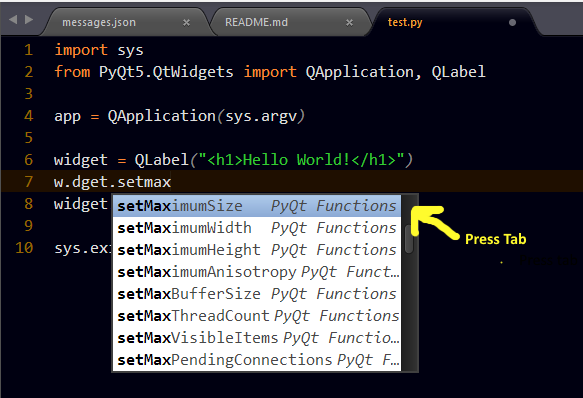 messages.json × README.md × test.py
1 import sys
2 from PyQt5.QtWidgets import QApplication, QLabel
3
4 app = QApplication(sys.argv)
5
6 widget = QLabel("<h1>Hello World!</h1>")
7 w.dget.setmax
8 widget
setMaximumSize PyQt Functions
setMaximumWidth PyQt Functions
9
setMaximumHeight PyQt Functions
10 sys.exi
setMaximumAnisotropy PyQt Funct…
setMaxBufferSize PyQt Functions
setMaxThreadCount PyQt Functions
setMaxVisibleItems PyQt Functio…
setMaxPendingConnections PyQt F…
Press Tab